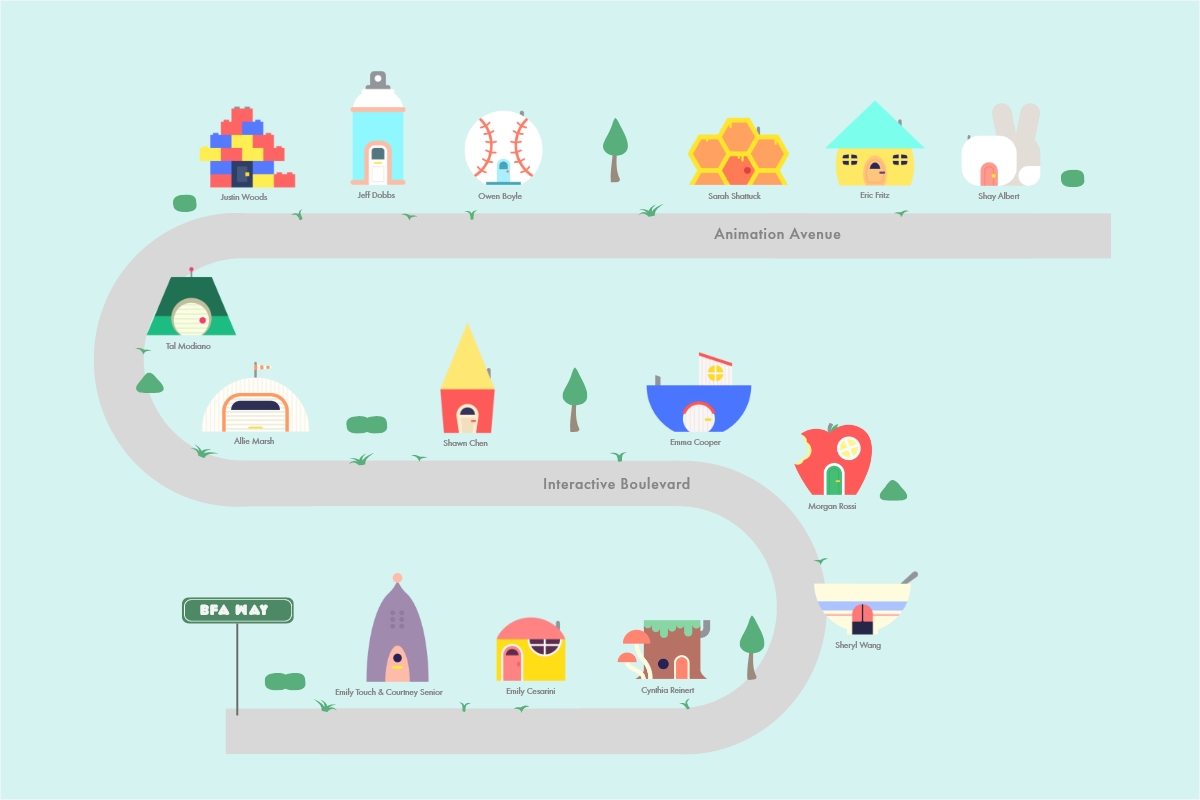 Justin Woods
Jeff Dobbs
Owen Boyle
Sarah Shattuck
Eric Fritz
Shay Albert
Animation Avenue
Tal Modiano
Allie Marsh
Shawn Chen
Emma Cooper
Interactive Boulevard
Morgan Rossi
Sheryl Wang
BFA WAY
Emily Touch & Courtney Senior
Emily Cesarini
Cynthia Reinert